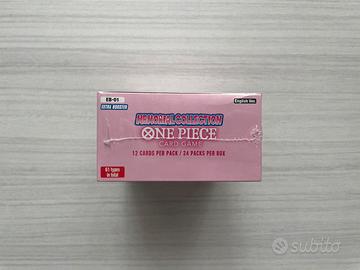 EB-01
EXTRA BOOSTER
English Ver.
MEMORIAL COLLECTION
ONE PIECE
CARD GAME
12 CARDS PER PACK / 24 PACKS PER BOX
61 types
in total
subito